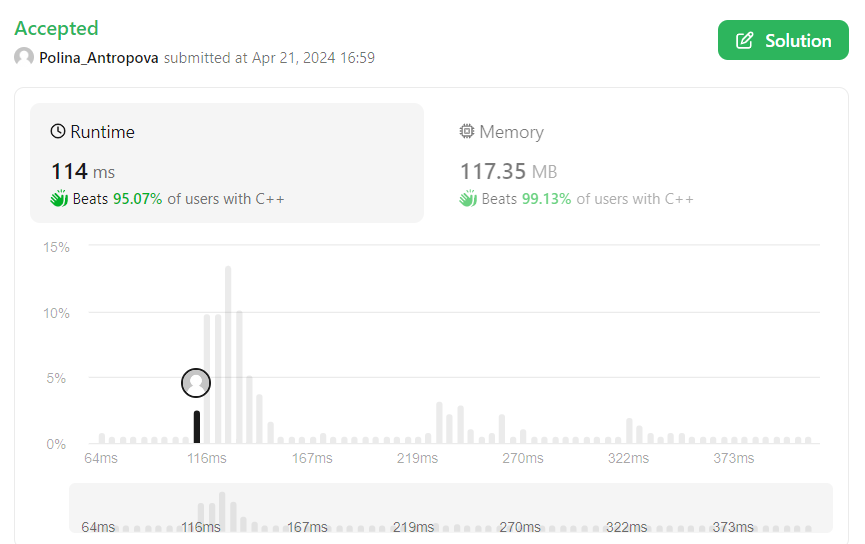 Accepted
Polina_Antropova submitted at Apr 21, 2024 16:59
Solution
Runtime
114 ms
Beats 95.07% of users with C++
Memory
117.35 MB
Beats 99.13% of users with C++
15%
10%
5%
0%
64ms 116ms 167ms 219ms 270ms 322ms 373ms
64ms 116ms 167ms 219ms 270ms 322ms 373ms